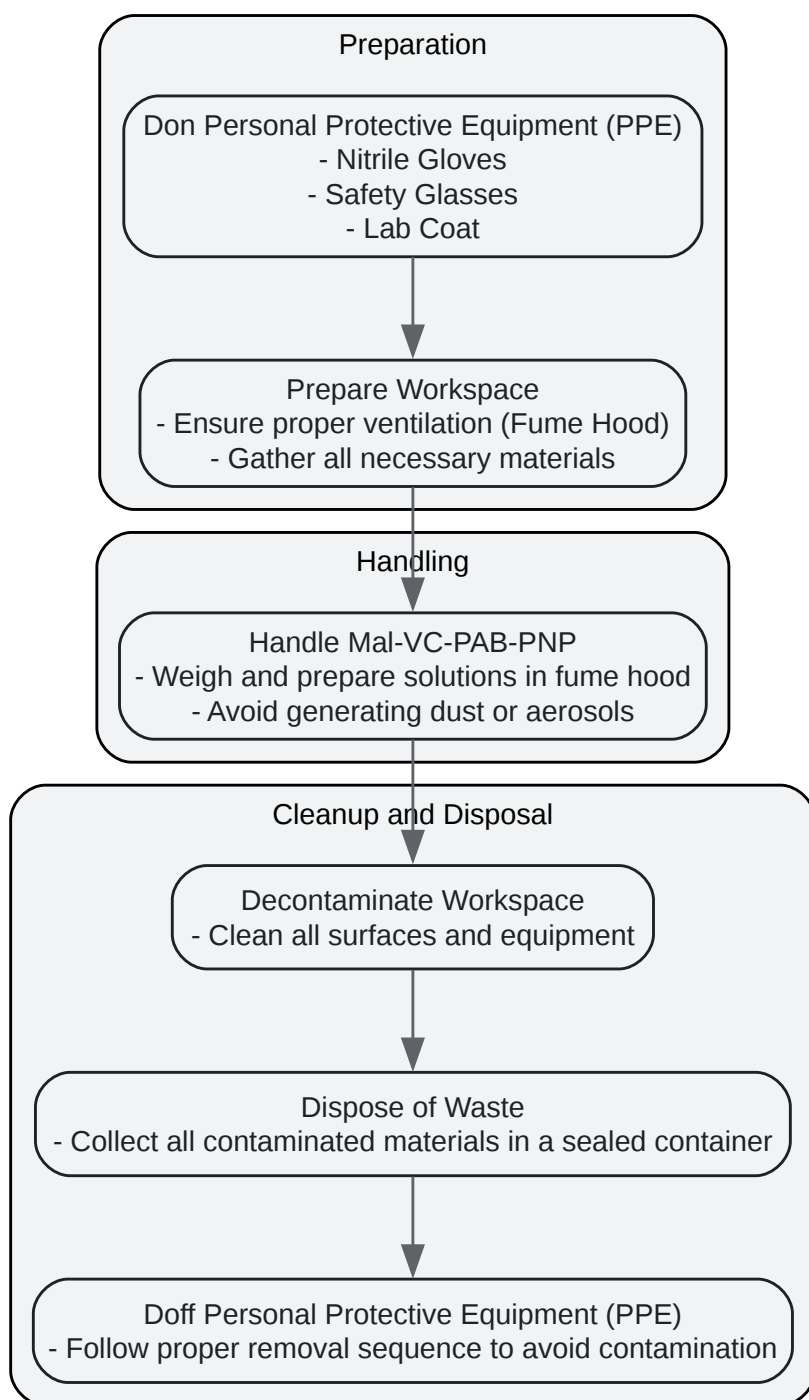 Preparation
Don Personal Protective Equipment (PPE)
- Nitrile Gloves
- Safety Glasses
- Lab Coat
Prepare Workspace
- Ensure proper ventilation (Fume Hood)
- Gather all necessary materials
Handling
Handle Mal-VC-PAB-PNP
- Weigh and prepare solutions in fume hood
- Avoid generating dust or aerosols
Cleanup and Disposal
Decontaminate Workspace
- Clean all surfaces and equipment
Dispose of Waste
- Collect all contaminated materials in a sealed container
Doff Personal Protective Equipment (PPE)
- Follow proper removal sequence to avoid contamination